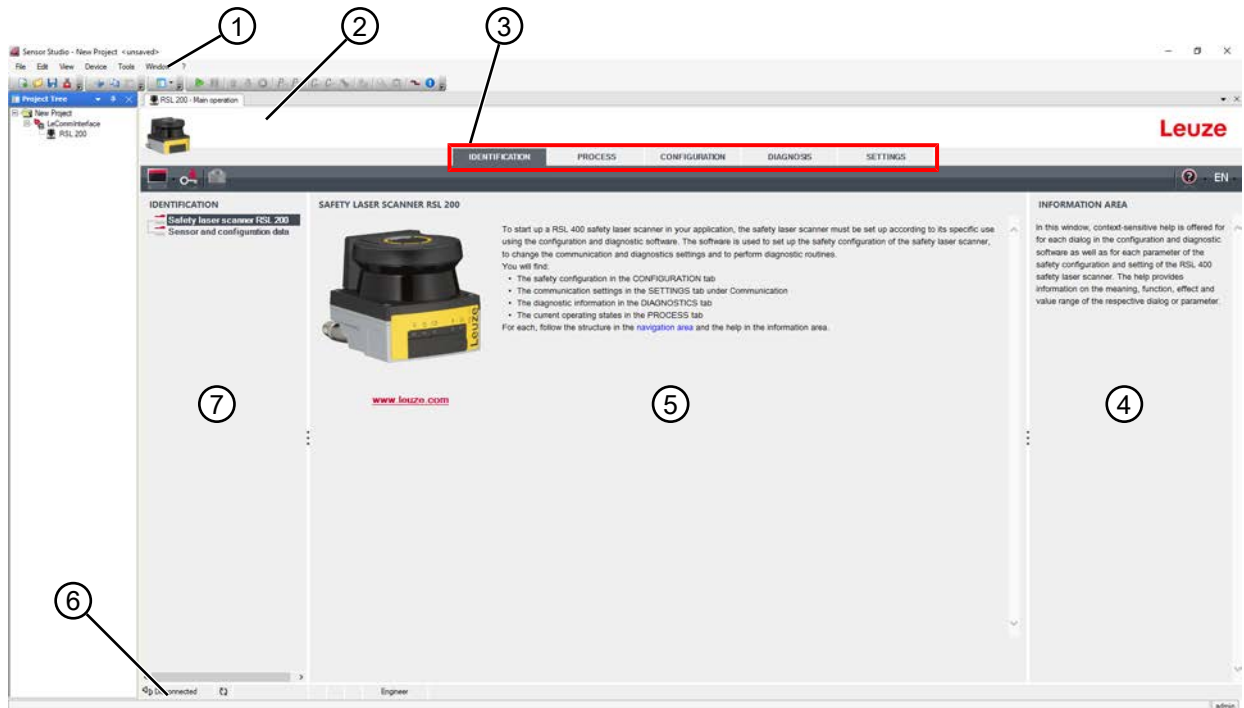 1
2
3
Sensor Studio - New Project <unsaved>
File Edit View Device Tools Window ?
Project Tree
RSL 200 - Main operation
New Project
LeCommInterface
RSL 200
Leuze
IDENTIFICATION PROCESS CONFIGURATION DIAGNOSIS SETTINGS
? EN
IDENTIFICATION
Safety laser scanner RSL 200
Sensor and configuration data
SAFETY LASER SCANNER RSL 200
To start up a RSL 400 safety laser scanner in your application, the safety laser scanner must be set up according to its specific use
using the configuration and diagnostic software. The software is used to set up the safety configuration of the safety laser scanner,
to change the communication and diagnostics settings and to perform diagnostic routines.
You will find:
• The safety configuration in the CONFIGURATION tab
• The communication settings in the SETTINGS tab under Communication
• The diagnostic information in the DIAGNOSTICS tab
• The current operating states in the PROCESS tab
For each, follow the structure in the navigation area and the help in the information area.
Leuze
www.leuze.com
INFORMATION AREA
In this window, context-sensitive help is offered for
for each dialog in the configuration and diagnostic
software as well as for each parameter of the
safety configuration and setting of the RSL 400
safety laser scanner. The help provides
information on the meaning, function, effect and
value range of the respective dialog or parameter.
7
5
4
6
Disconnected
Engineer
admin